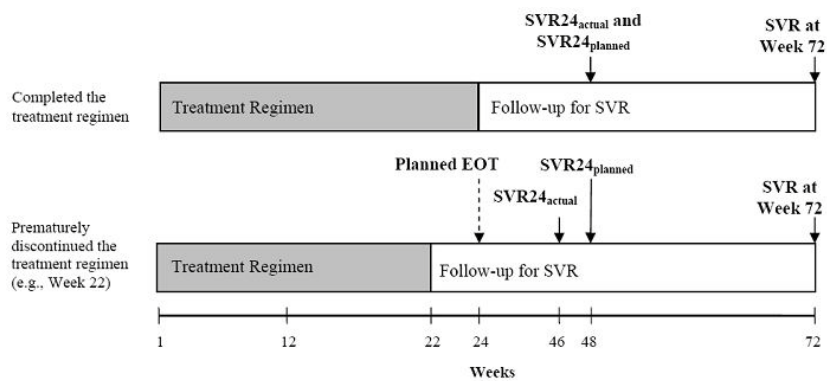 SVR24actual and
SVR24planned
SVR at
Week 72
Completed the
treatment regimen
Treatment Regimen
Follow-up for SVR
Planned EOT
SVR24planned
SVR24actual
SVR at
Week 72
Prematurely
discontinued the
treatment regimen
(e.g., Week 22)
Treatment Regimen
Follow-up for SVR
1 12 22 24 46 48 72
Weeks